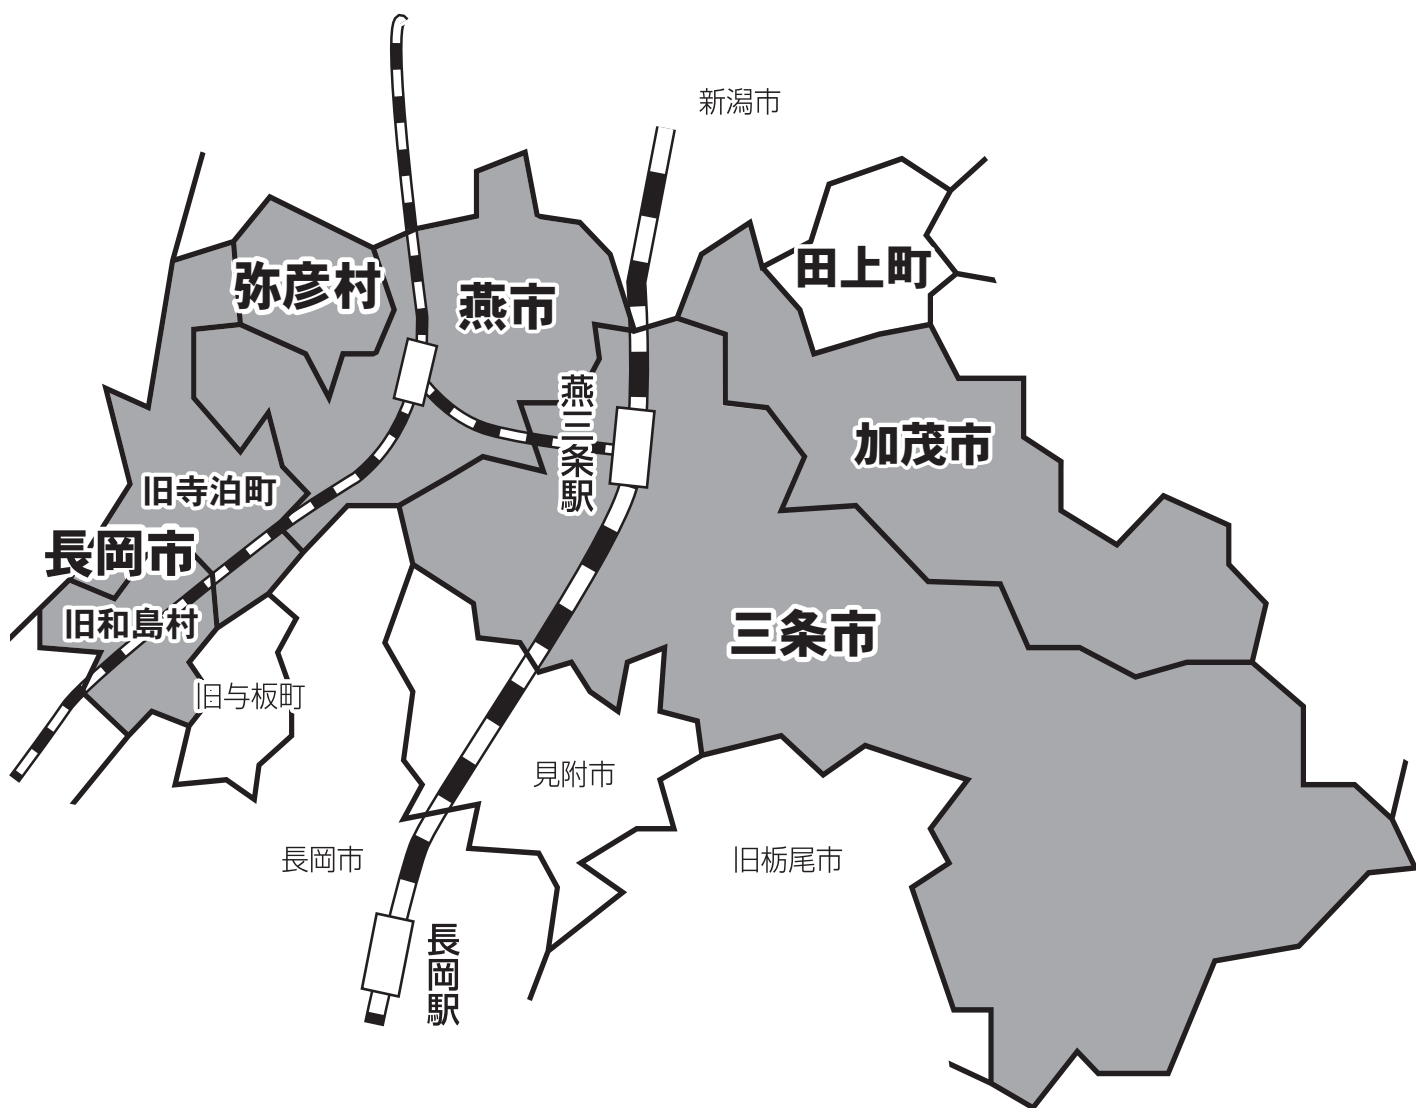 新潟市
田上町
弥彦村
燕市
燕三条駅
加茂市
旧寺泊町
長岡市
旧和島村
三条市
旧与板町
見附市
長岡市
旧栃尾市
長岡駅